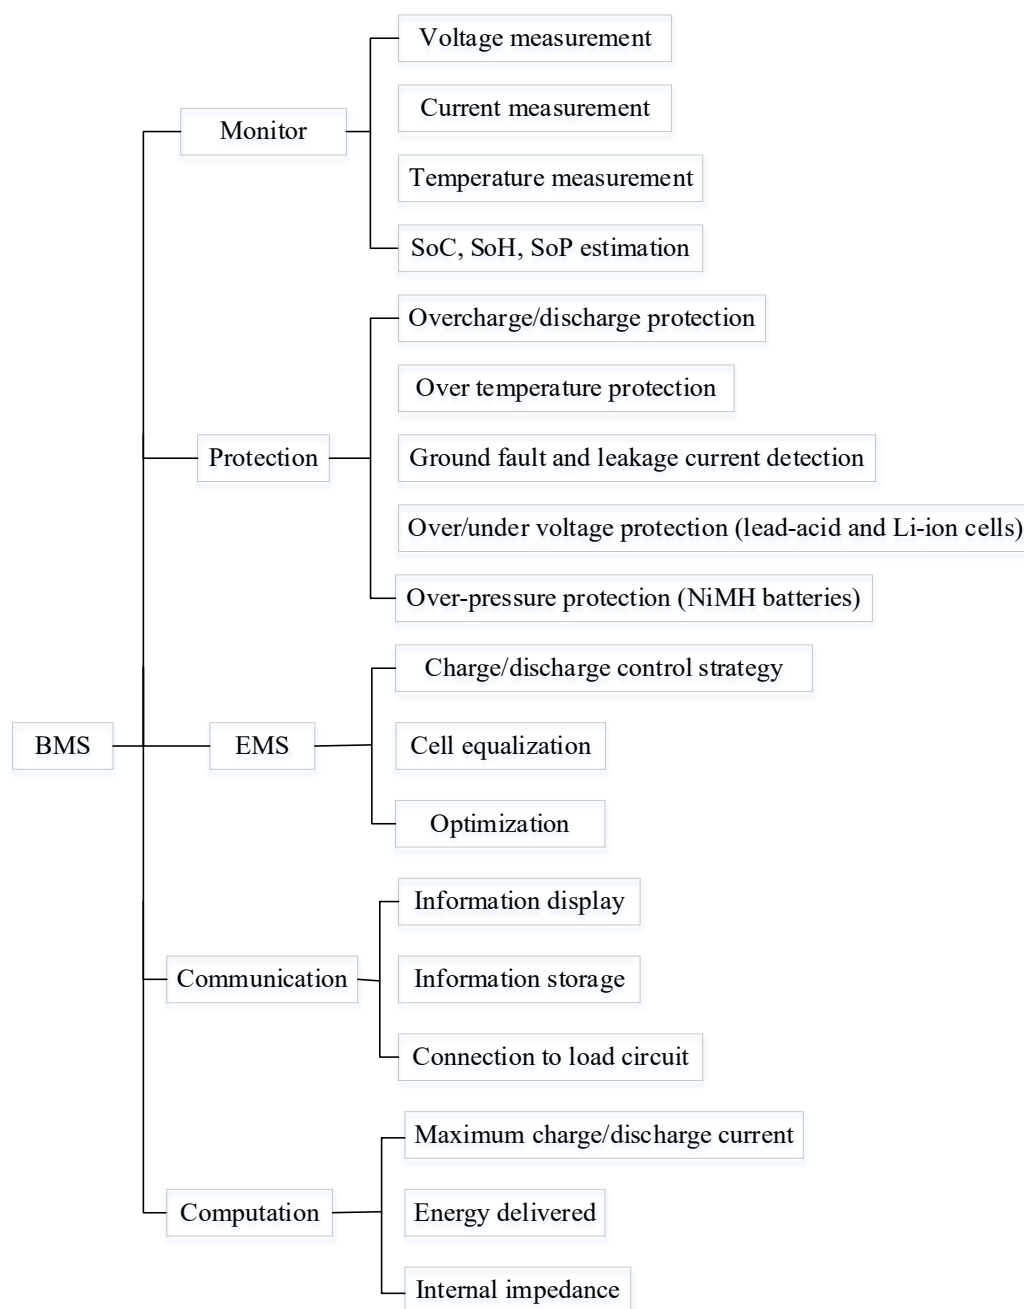 BMS
Monitor
Voltage measurement
Current measurement
Temperature measurement
SoC, SoH, SoP estimation
Protection
Overcharge/discharge protection
Over temperature protection
Ground fault and leakage current detection
Over/under voltage protection (lead-acid and Li-ion cells)
Over-pressure protection (NiMH batteries)
EMS
Charge/discharge control strategy
Cell equalization
Optimization
Communication
Information display
Information storage
Connection to load circuit
Computation
Maximum charge/discharge current
Energy delivered
Internal impedance